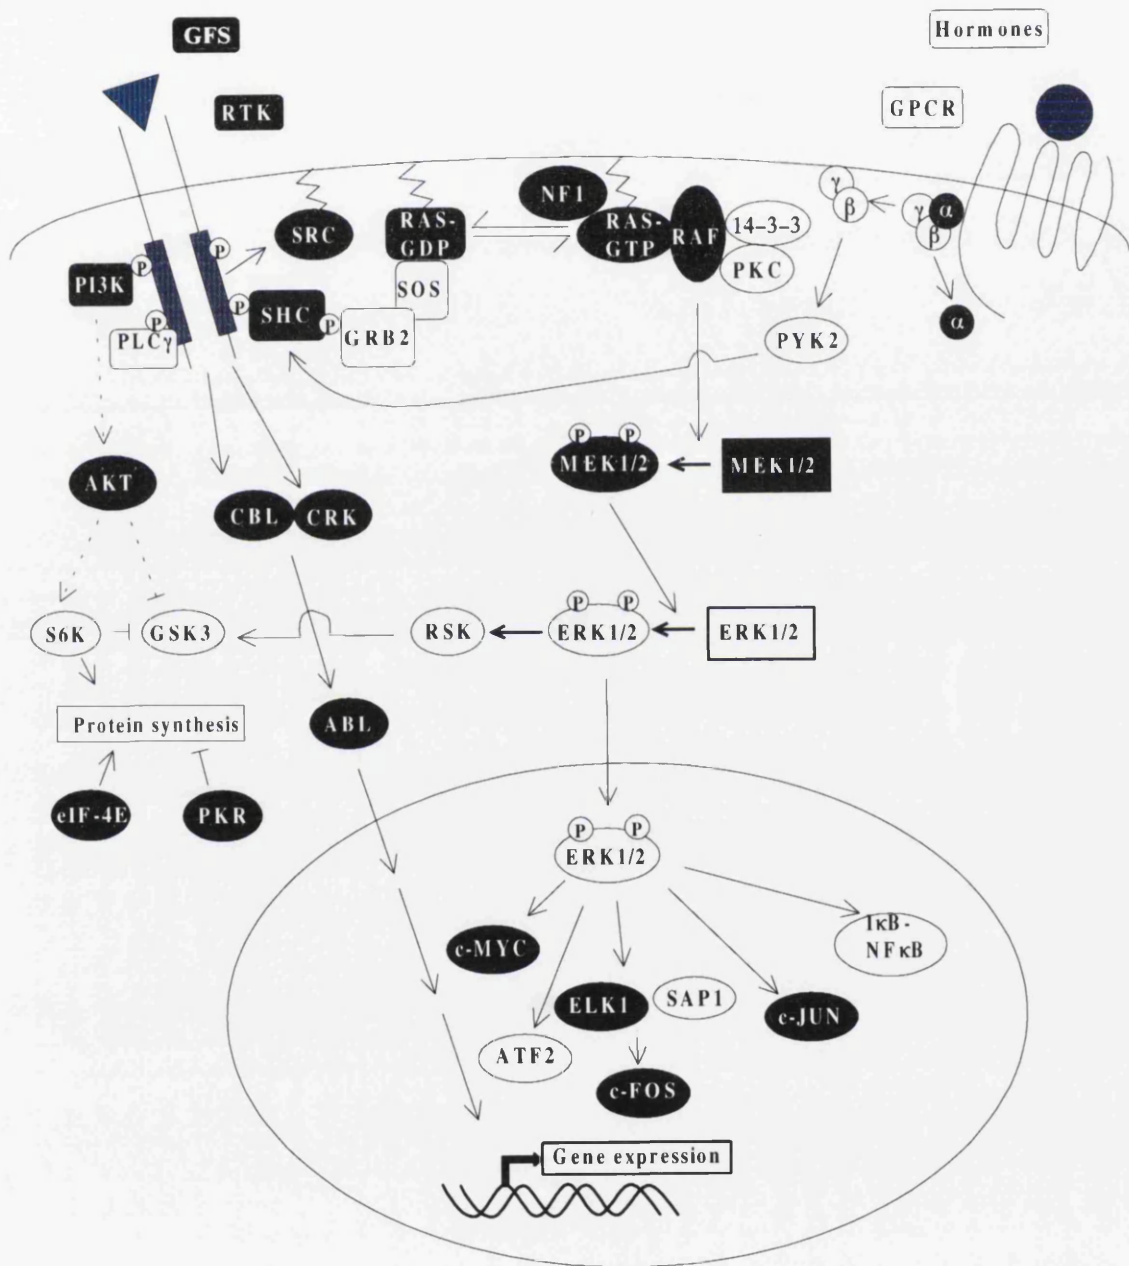 GFS
Hormones
RTK
GPCR
NF1
γ
β
γ
α
β
SRC
RAS-
GDP
RAS-
GTP
RAF
14-3-3
PKC
P
P
PI3K
SOS
P
SHC
P
GRB2
P
PLCγ
PYK2
α
P
P
MEK1/2
MEK1/2
AKT
CBL
CRK
P
P
S6K
GSK3
RSK
ERK1/2
ERK1/2
Protein synthesis
ABL
eIF-4E
PKR
P
P
ERK1/2
c-MYC
IκB-
NFκB
ELK1
SAP1
c-JUN
ATF2
c-FOS
Gene expression